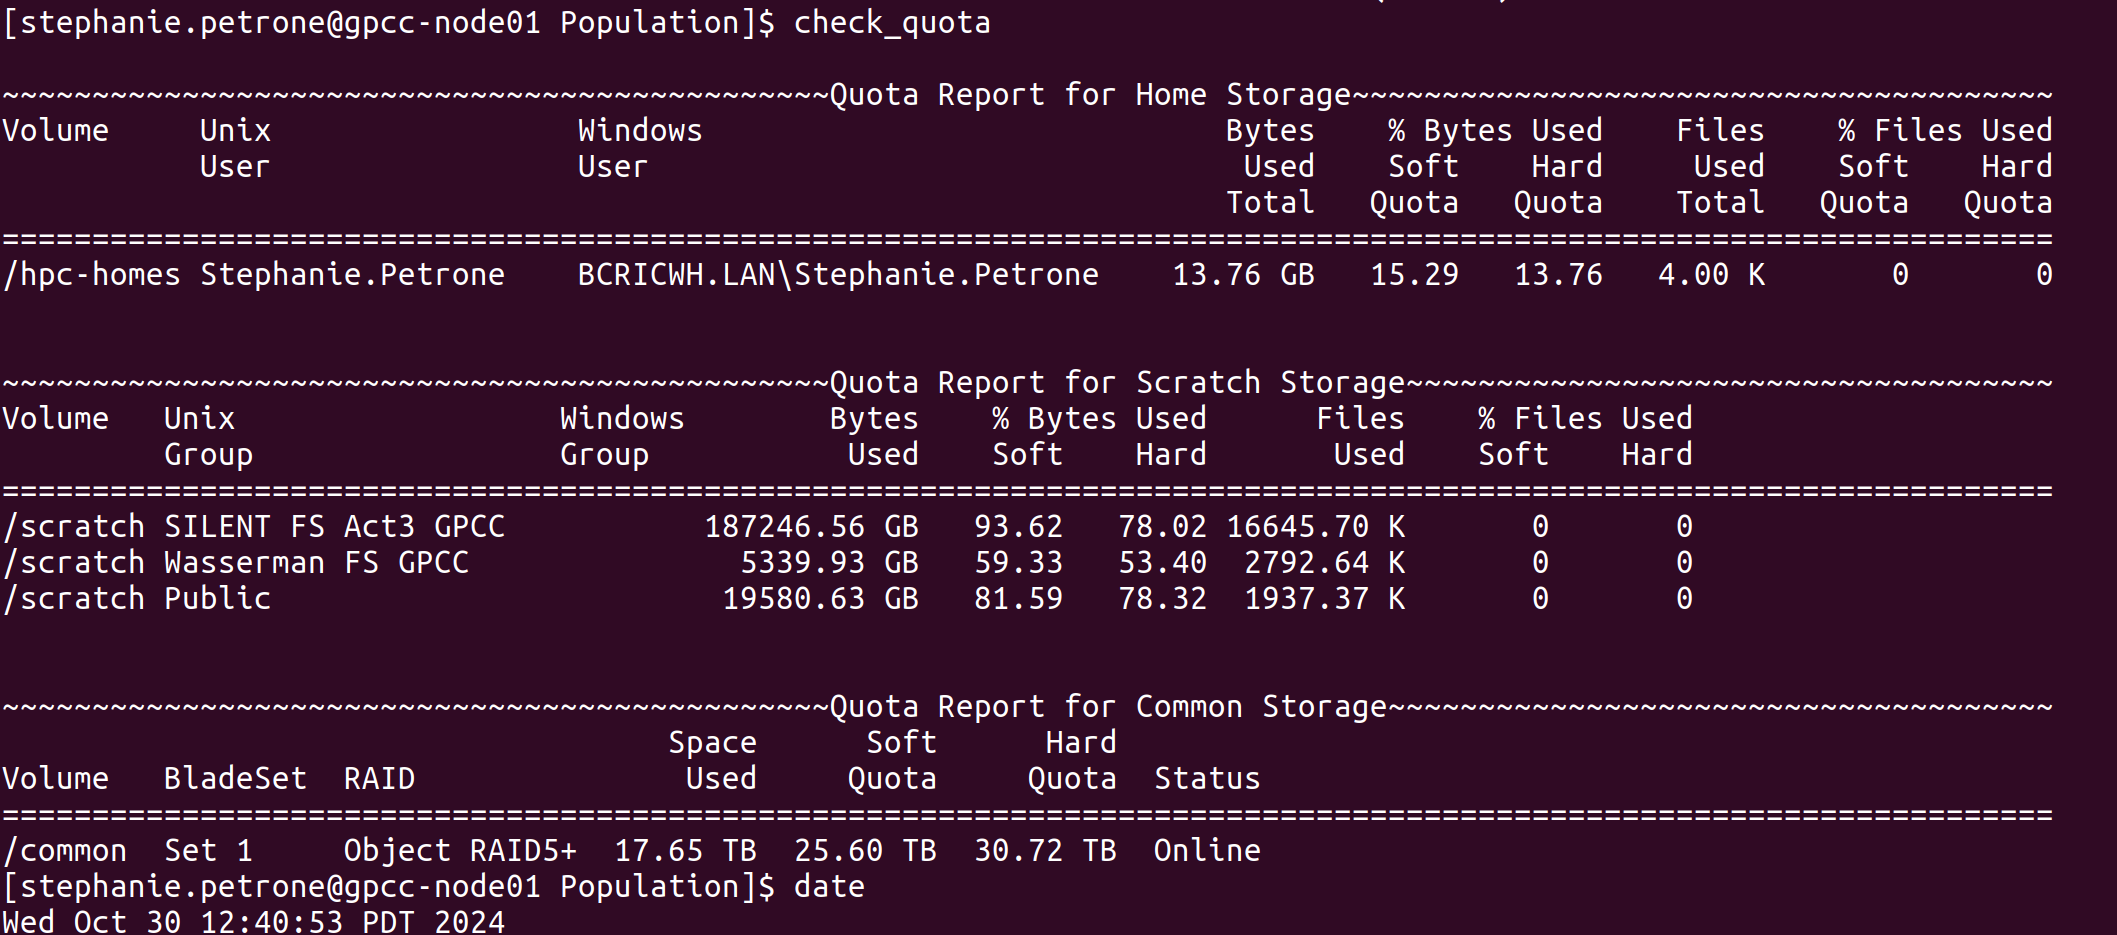 [stephanie.petrone@gpcc-node01 Population]$ check_quota
~~~~~~~~~~~~~~~~~~~~~~~~~~~~~~~~~~~~~~~~~~~~~~Quota Report for Home Storage~~~~~~~~~~~~~~~~~~~~~~~~~~~~~~~~~~~~~~~
Volume     Unix                 Windows                             Bytes    % Bytes Used    Files    % Files Used
           User                 User                                 Used    Soft    Hard     Used    Soft    Hard
                                                                    Total   Quota   Quota    Total   Quota   Quota
==================================================================================================================
/hpc-homes Stephanie.Petrone    BCRICWH.LAN\Stephanie.Petrone    13.76 GB   15.29   13.76   4.00 K       0       0
~~~~~~~~~~~~~~~~~~~~~~~~~~~~~~~~~~~~~~~~~~~~~~Quota Report for Scratch Storage~~~~~~~~~~~~~~~~~~~~~~~~~~~~~~~~~~~~
Volume   Unix                  Windows        Bytes    % Bytes Used      Files    % Files Used
         Group                 Group           Used    Soft    Hard       Used    Soft    Hard
==================================================================================================================
/scratch SILENT FS Act3 GPCC           187246.56 GB   93.62   78.02 16645.70 K       0       0
/scratch Wasserman FS GPCC               5339.93 GB   59.33   53.40  2792.64 K       0       0
/scratch Public                         19580.63 GB   81.59   78.32  1937.37 K       0       0
~~~~~~~~~~~~~~~~~~~~~~~~~~~~~~~~~~~~~~~~~~~~~~Quota Report for Common Storage~~~~~~~~~~~~~~~~~~~~~~~~~~~~~~~~~~~~~
                                     Space      Soft      Hard
Volume   BladeSet  RAID               Used     Quota     Quota  Status
==================================================================================================================
/common  Set 1     Object RAID5+  17.65 TB  25.60 TB  30.72 TB  Online
[stephanie.petrone@gpcc-node01 Population]$ date
Wed Oct 30 12:40:53 PDT 2024